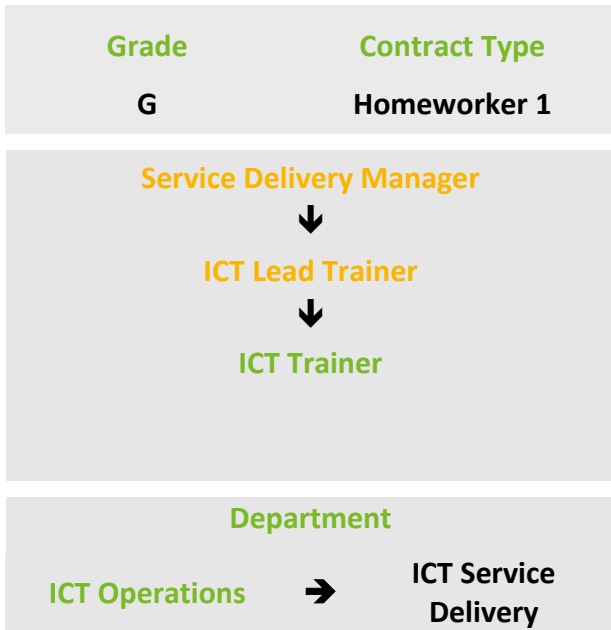 Grade Contract Type
G Homeworker 1
Service Delivery Manager
↓
ICT Lead Trainer
↓
ICT Trainer
Department
ICT Operations → ICT Service
Delivery